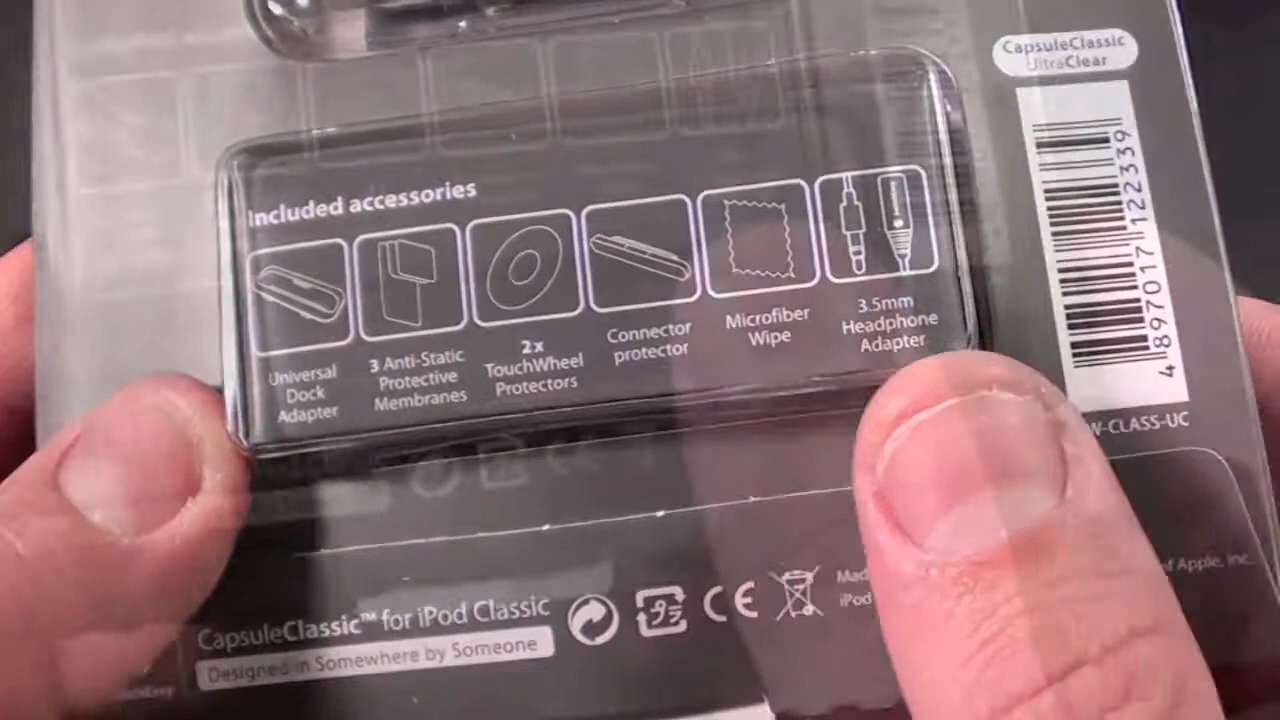 CapsuleClassic
UltraClear
Included accessories
Universal
Dock
Adapter
3 Anti-Static
Protective
Membranes
2x
TouchWheel
Protectors
Connector
protector
Microfiber
Wipe
3.5mm
Headphone
Adapter
4 897017 122339
W-CLASS-UC
CapsuleClassic™ for iPod Classic
Designed in Somewhere by Someone
CE
Mad
iPod
of Apple, Inc.